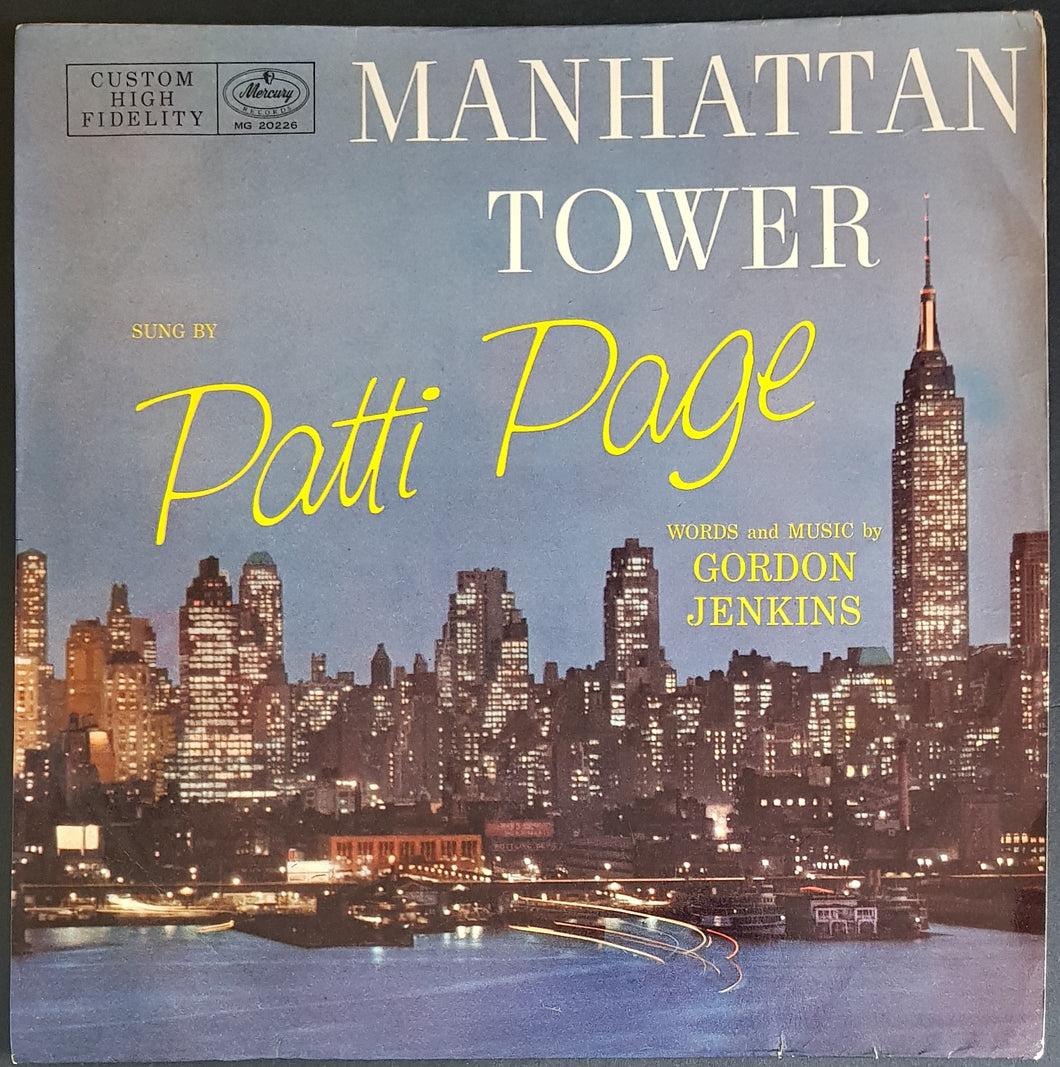 CUSTOM
HIGH
FIDELITY
Mercury
RECORDS
MG 20226
MANHATTAN
TOWER
SUNG BY
Patti Page
WORDS and MUSIC by
GORDON
JENKINS